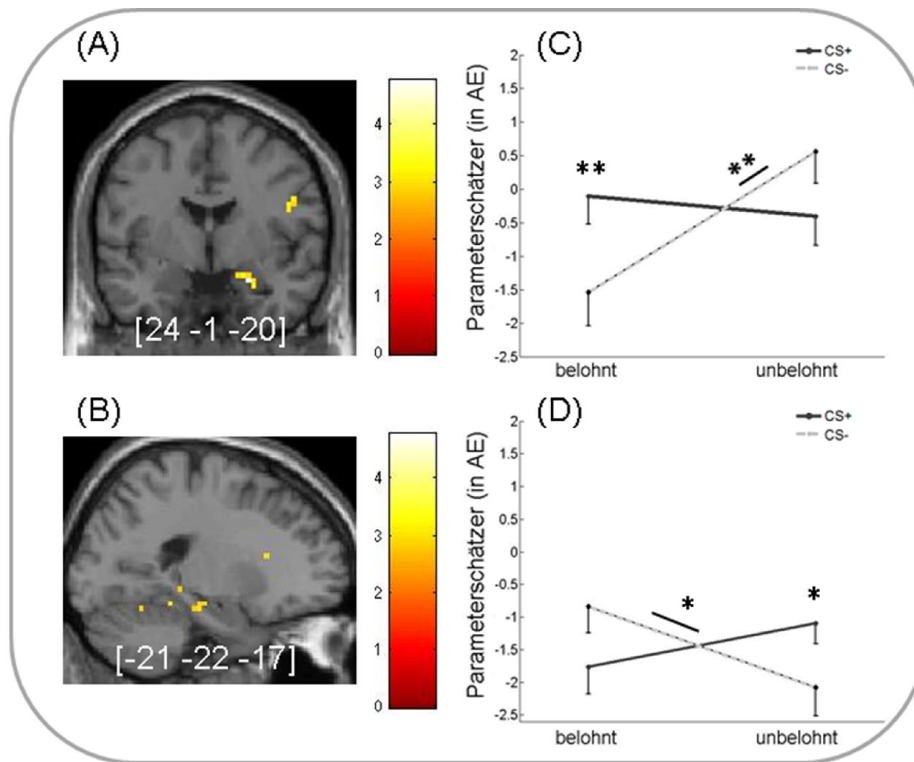 (A)
4
3
2
1
0
[24 -1 -20]
(C)
Parameterschätzer (in AE)
2
1.5
1
0.5
0
-0.5
-1
-1.5
-2
-2.5
CS+
CS-
**
**
belohnt
unbelohnt
(B)
4
3
2
1
0
[-21 -22 -17]
(D)
Parameterschätzer (in AE)
2
1.5
1
0.5
0
-0.5
-1
-1.5
-2
-2.5
CS+
CS-
*
*
belohnt
unbelohnt